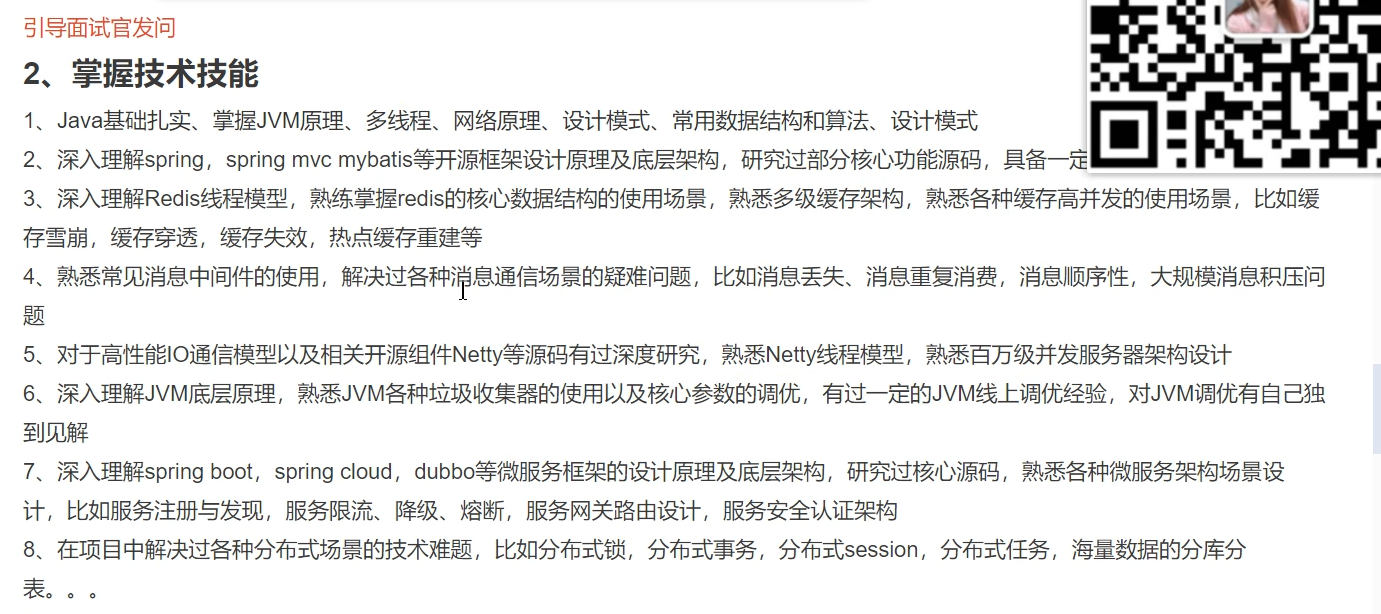 引导面试官发问
2、掌握技术技能
1、Java基础扎实、掌握JVM原理、多线程、网络原理、设计模式、常用数据结构和算法、设计模式
2、深入理解spring，spring mvc mybatis等开源框架设计原理及底层架构，研究过部分核心功能源码，具备一定
3、深入理解Redis线程模型，熟练掌握redis的核心数据结构的使用场景，熟悉多级缓存架构，熟悉各种缓存高并发的使用场景，比如缓
存雪崩，缓存穿透，缓存失效，热点缓存重建等
4、熟悉常见消息中间件的使用，解决过各种消息通信场景的疑难问题，比如消息丢失、消息重复消费，消息顺序性，大规模消息积压问
题
5、对于高性能IO通信模型以及相关开源组件Netty等源码有过深度研究，熟悉Netty线程模型，熟悉百万级并发服务器架构设计
6、深入理解JVM底层原理，熟悉JVM各种垃圾收集器的使用以及核心参数的调优，有过一定的JVM线上调优经验，对JVM调优有自己独
到见解
7、深入理解spring boot，spring cloud，dubbo等微服务框架的设计原理及底层架构，研究过核心源码，熟悉各种微服务架构场景设
计，比如服务注册与发现，服务限流、降级、熔断，服务网关路由设计，服务安全认证架构
8、在项目中解决过各种分布式场景的技术难题，比如分布式锁，分布式事务，分布式session，分布式任务，海量数据的分库分
表。。。